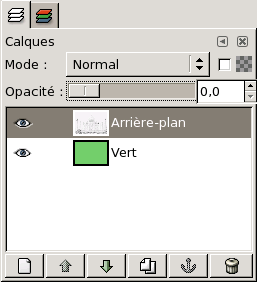 Calques
Mode : Normal
Opacité : 0,0
Arrière-plan
Vert